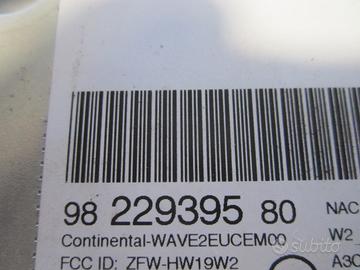 98 229395 80 NAC
Continental-WAVE2EUCEM00 W2
FCC ID: ZFW-HW19W2 A3C
subito